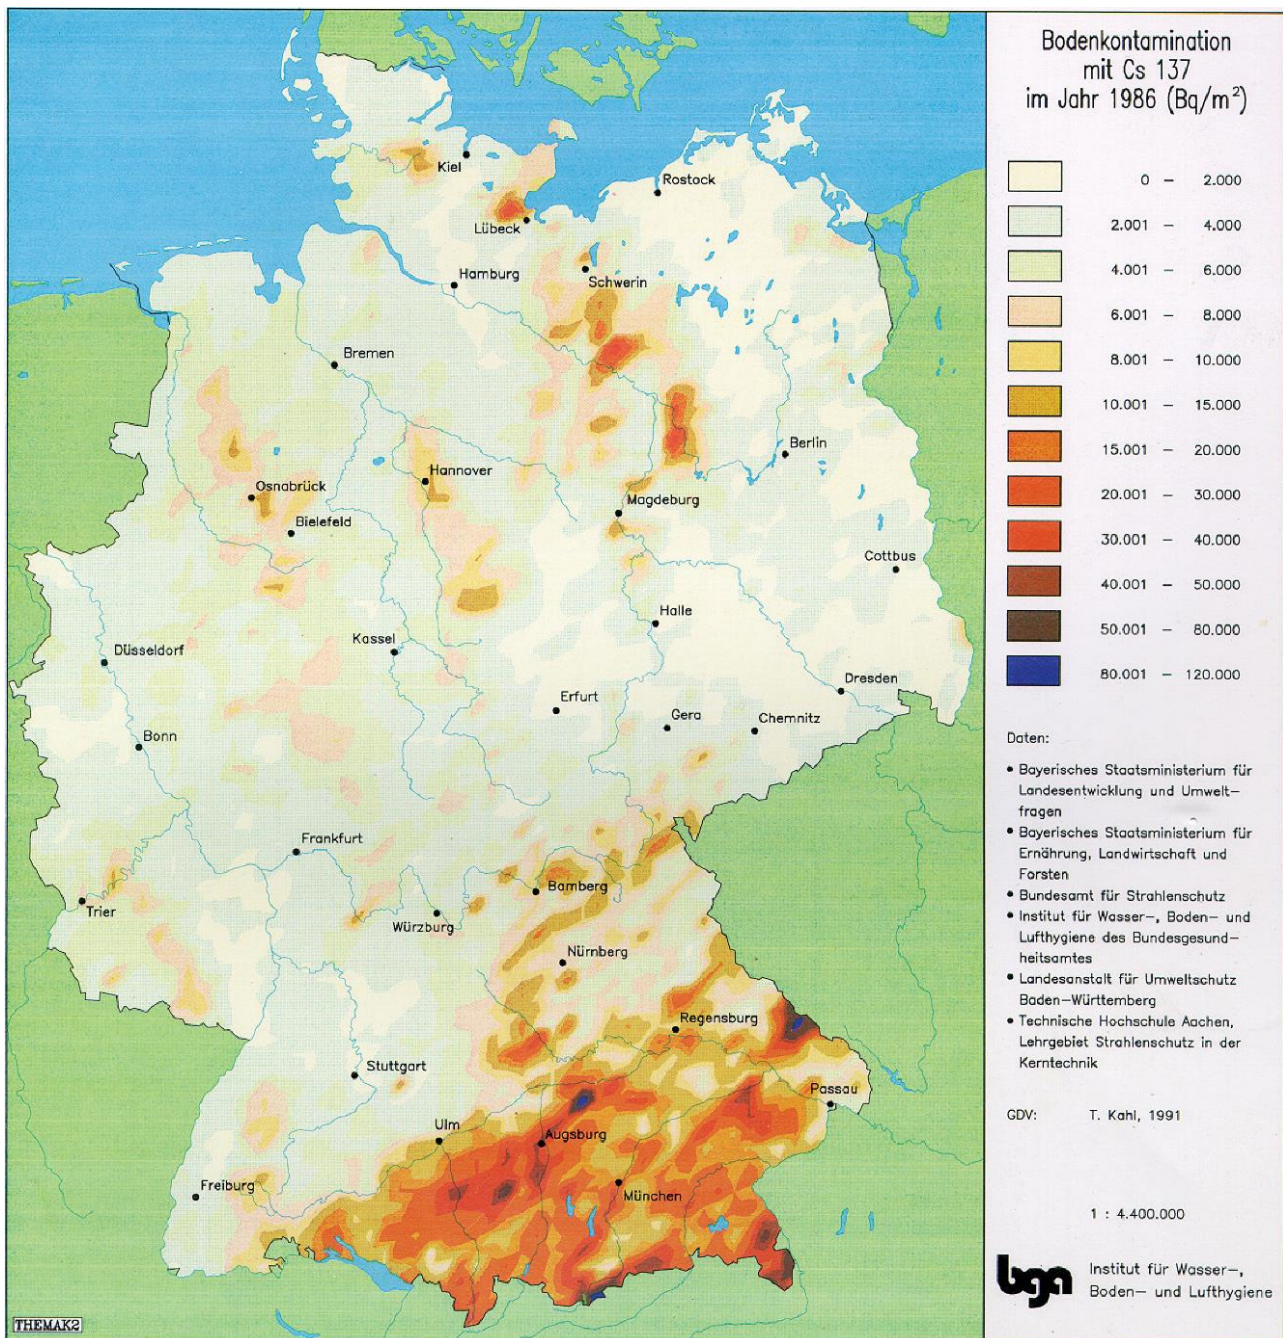 Bodenkontamination
mit Cs 137
im Jahr 1986 (Bq/m²)
0 – 2.000
2.001 – 4.000
4.001 – 6.000
6.001 – 8.000
8.001 – 10.000
10.001 – 15.000
15.001 – 20.000
20.001 – 30.000
30.001 – 40.000
40.001 – 50.000
50.001 – 80.000
80.001 – 120.000
Daten:
• Bayerisches Staatsministerium für
Landesentwicklung und Umwelt–
fragen
• Bayerisches Staatsministerium für
Ernährung, Landwirtschaft und
Forsten
• Bundesamt für Strahlenschutz
• Institut für Wasser–, Boden– und
Lufthygiene des Bundesgesund–
heitsamtes
• Landesanstalt für Umweltschutz
Baden–Württemberg
• Technische Hochschule Aachen,
Lehrgebiet Strahlenschutz in der
Kerntechnik
GDV: T. Kahl, 1991
1 : 4.400.000
bga
Institut für Wasser–,
Boden– und Lufthygiene
Kiel
Rostock
Lübeck
Schwerin
Hamburg
Bremen
Berlin
Hannover
Osnabrück
Magdeburg
Bielefeld
Cottbus
Halle
Kassel
Düsseldorf
Dresden
Erfurt
Gera
Chemnitz
Bonn
Frankfurt
Bamberg
Trier
Würzburg
Nürnberg
Regensburg
Stuttgart
Passau
Ulm
Augsburg
Freiburg
München
THEMAK2